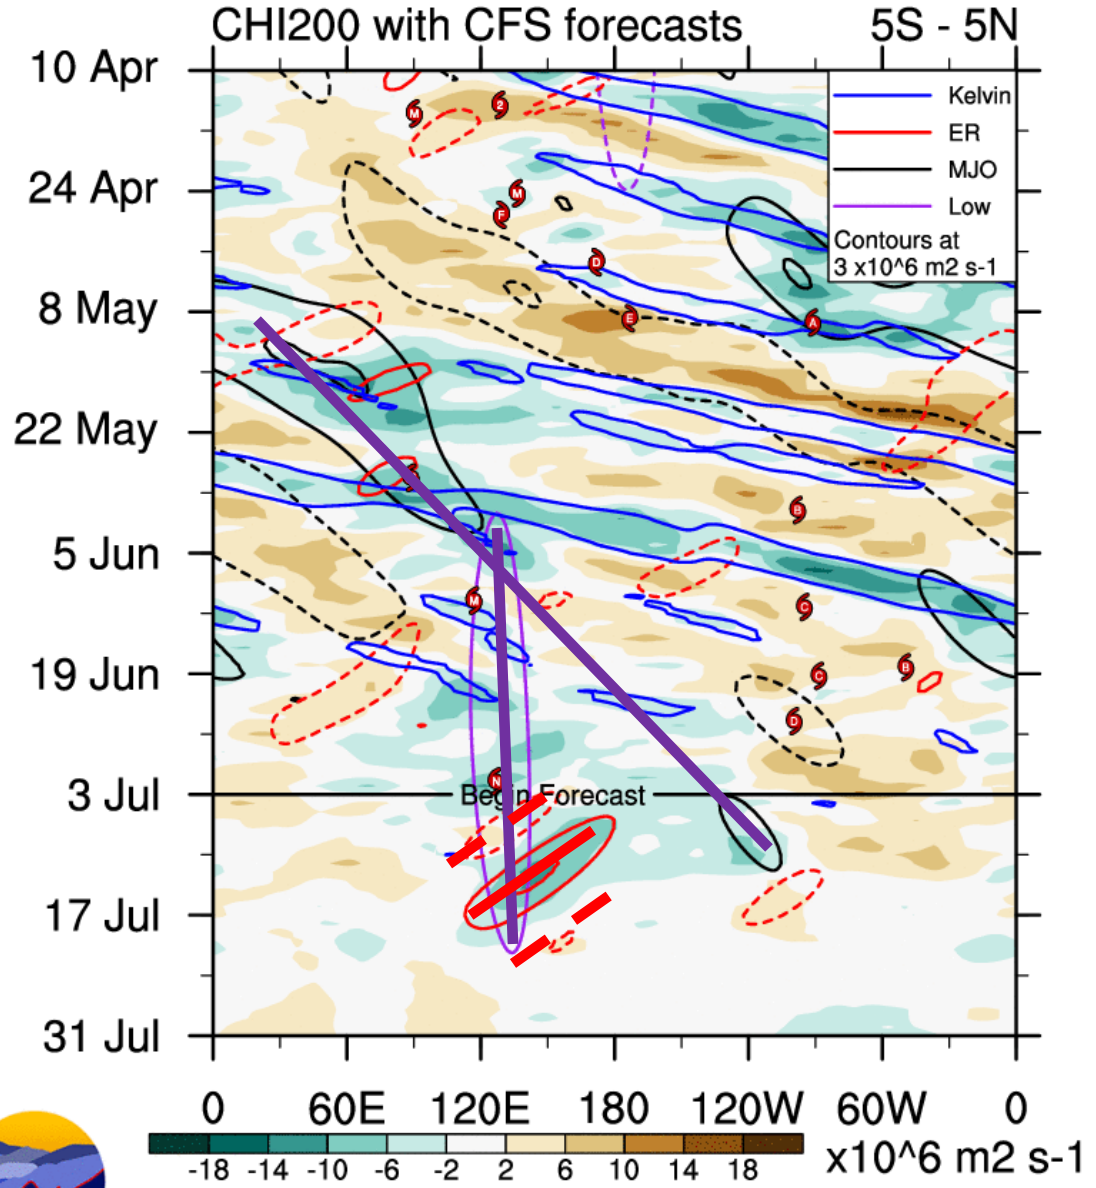 CHI200 with CFS forecasts 5S - 5N
10 Apr
24 Apr
8 May
22 May
5 Jun
19 Jun
3 Jul
17 Jul
31 Jul
Kelvin
ER
MJO
Low
Contours at
3 x10^6 m2 s-1
M
2
M
F
D
E
A
B
M
C
C
B
D
N
Begin Forecast
0 60E 120E 180 120W 60W 0
-18 -14 -10 -6 -2 2 6 10 14 18 x10^6 m2 s-1